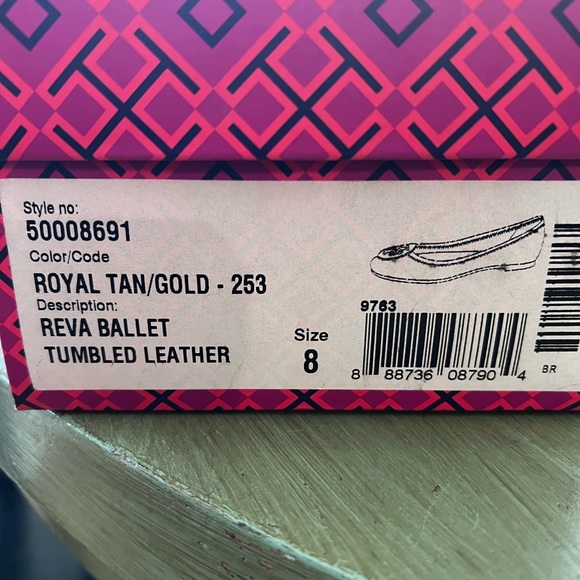 Style no:
50008691
Color/Code
ROYAL TAN/GOLD - 253
Description:
REVA BALLET
TUMBLED LEATHER
Size
8
9763
8 88736 08790 4
BR